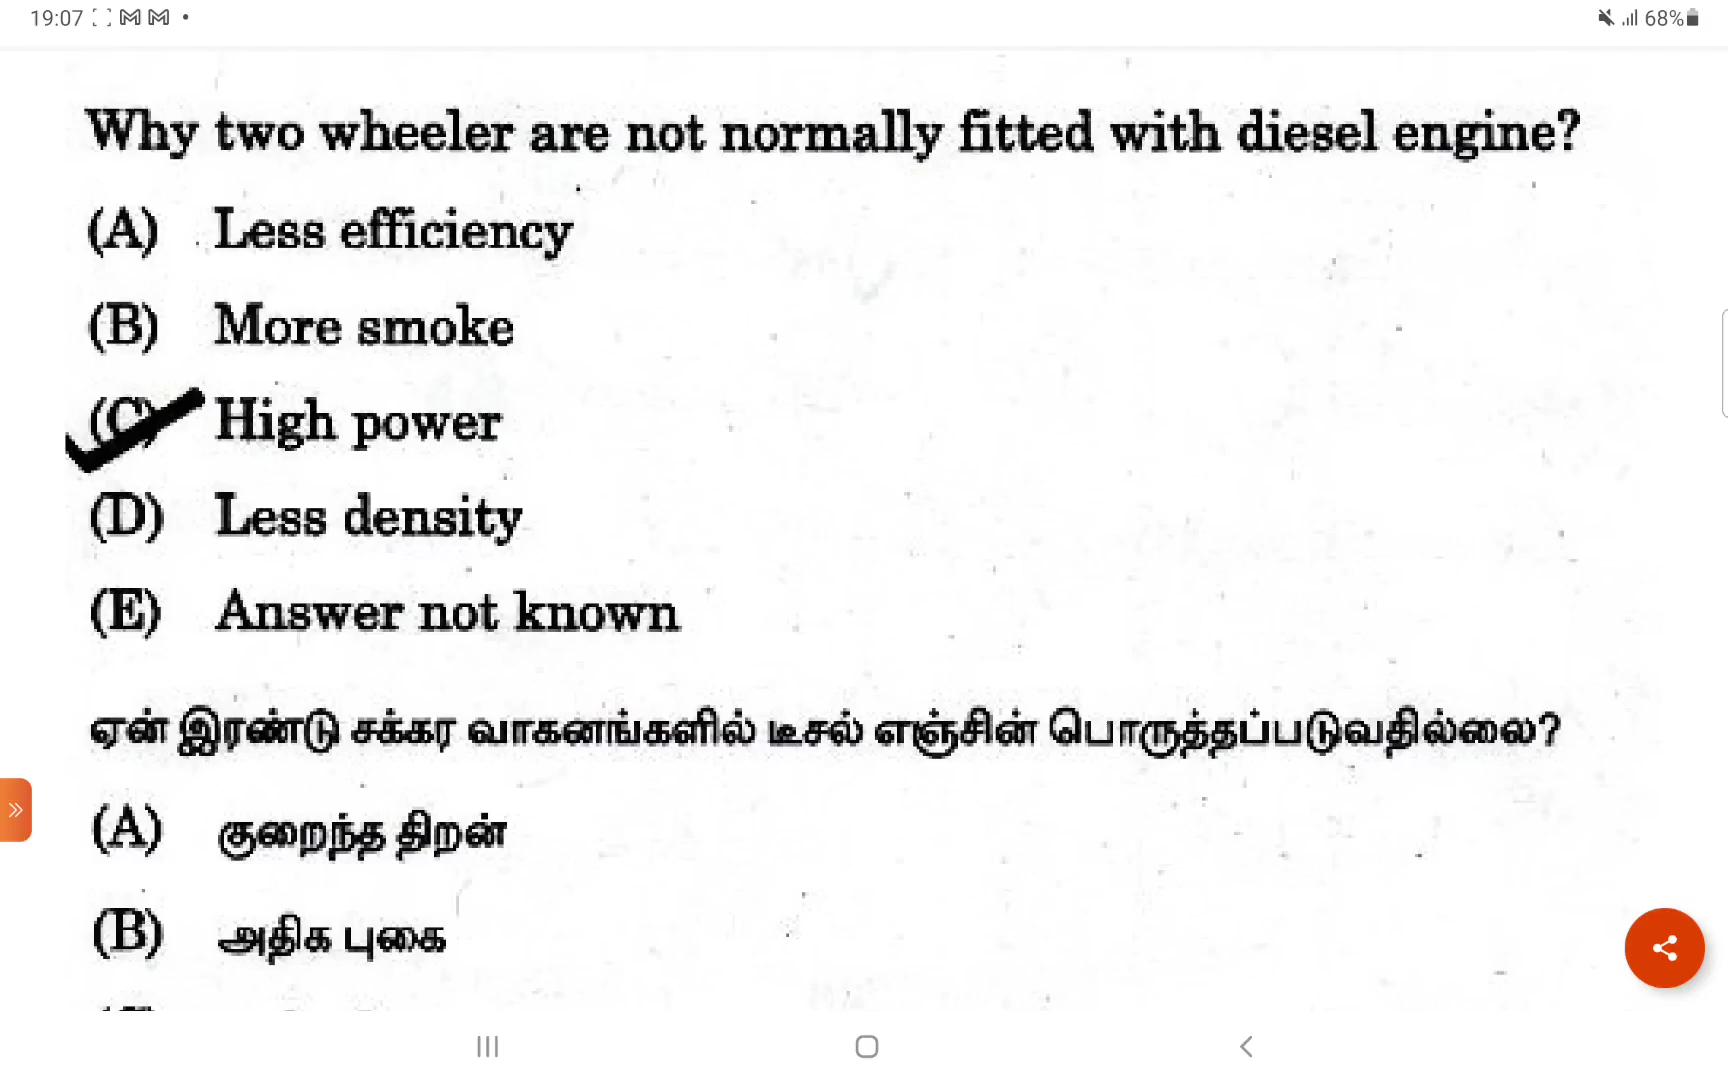 19:07
68%
Why two wheeler are not normally fitted with diesel engine?
(A) Less efficiency
(B) More smoke
(C) High power
(D) Less density
(E) Answer not known
ஏன் இரண்டு சக்கர வாகனங்களில் டீசல் எஞ்சின் பொருத்தப்படுவதில்லை?
(A) குறைந்த திறன்
(B) அதிக புகை